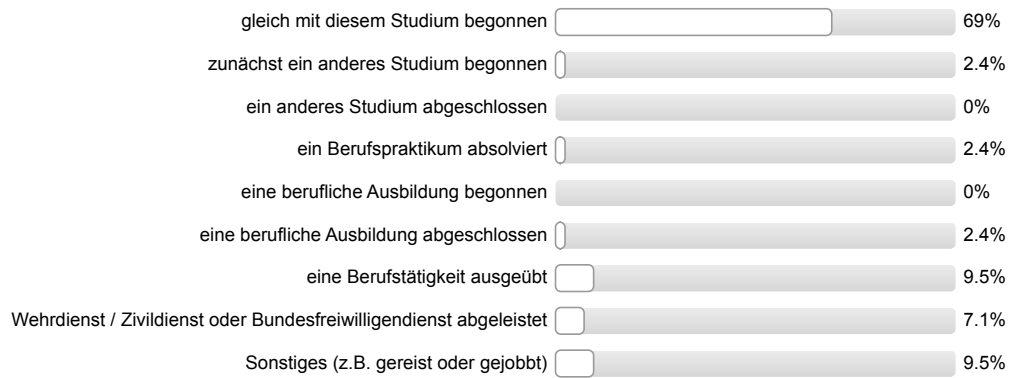 gleich mit diesem Studium begonnen 69%
zunächst ein anderes Studium begonnen 2.4%
ein anderes Studium abgeschlossen 0%
ein Berufspraktikum absolviert 2.4%
eine berufliche Ausbildung begonnen 0%
eine berufliche Ausbildung abgeschlossen 2.4%
eine Berufstätigkeit ausgeübt 9.5%
Wehrdienst / Zivildienst oder Bundesfreiwilligendienst abgeleistet 7.1%
Sonstiges (z.B. gereist oder gejobbt) 9.5%